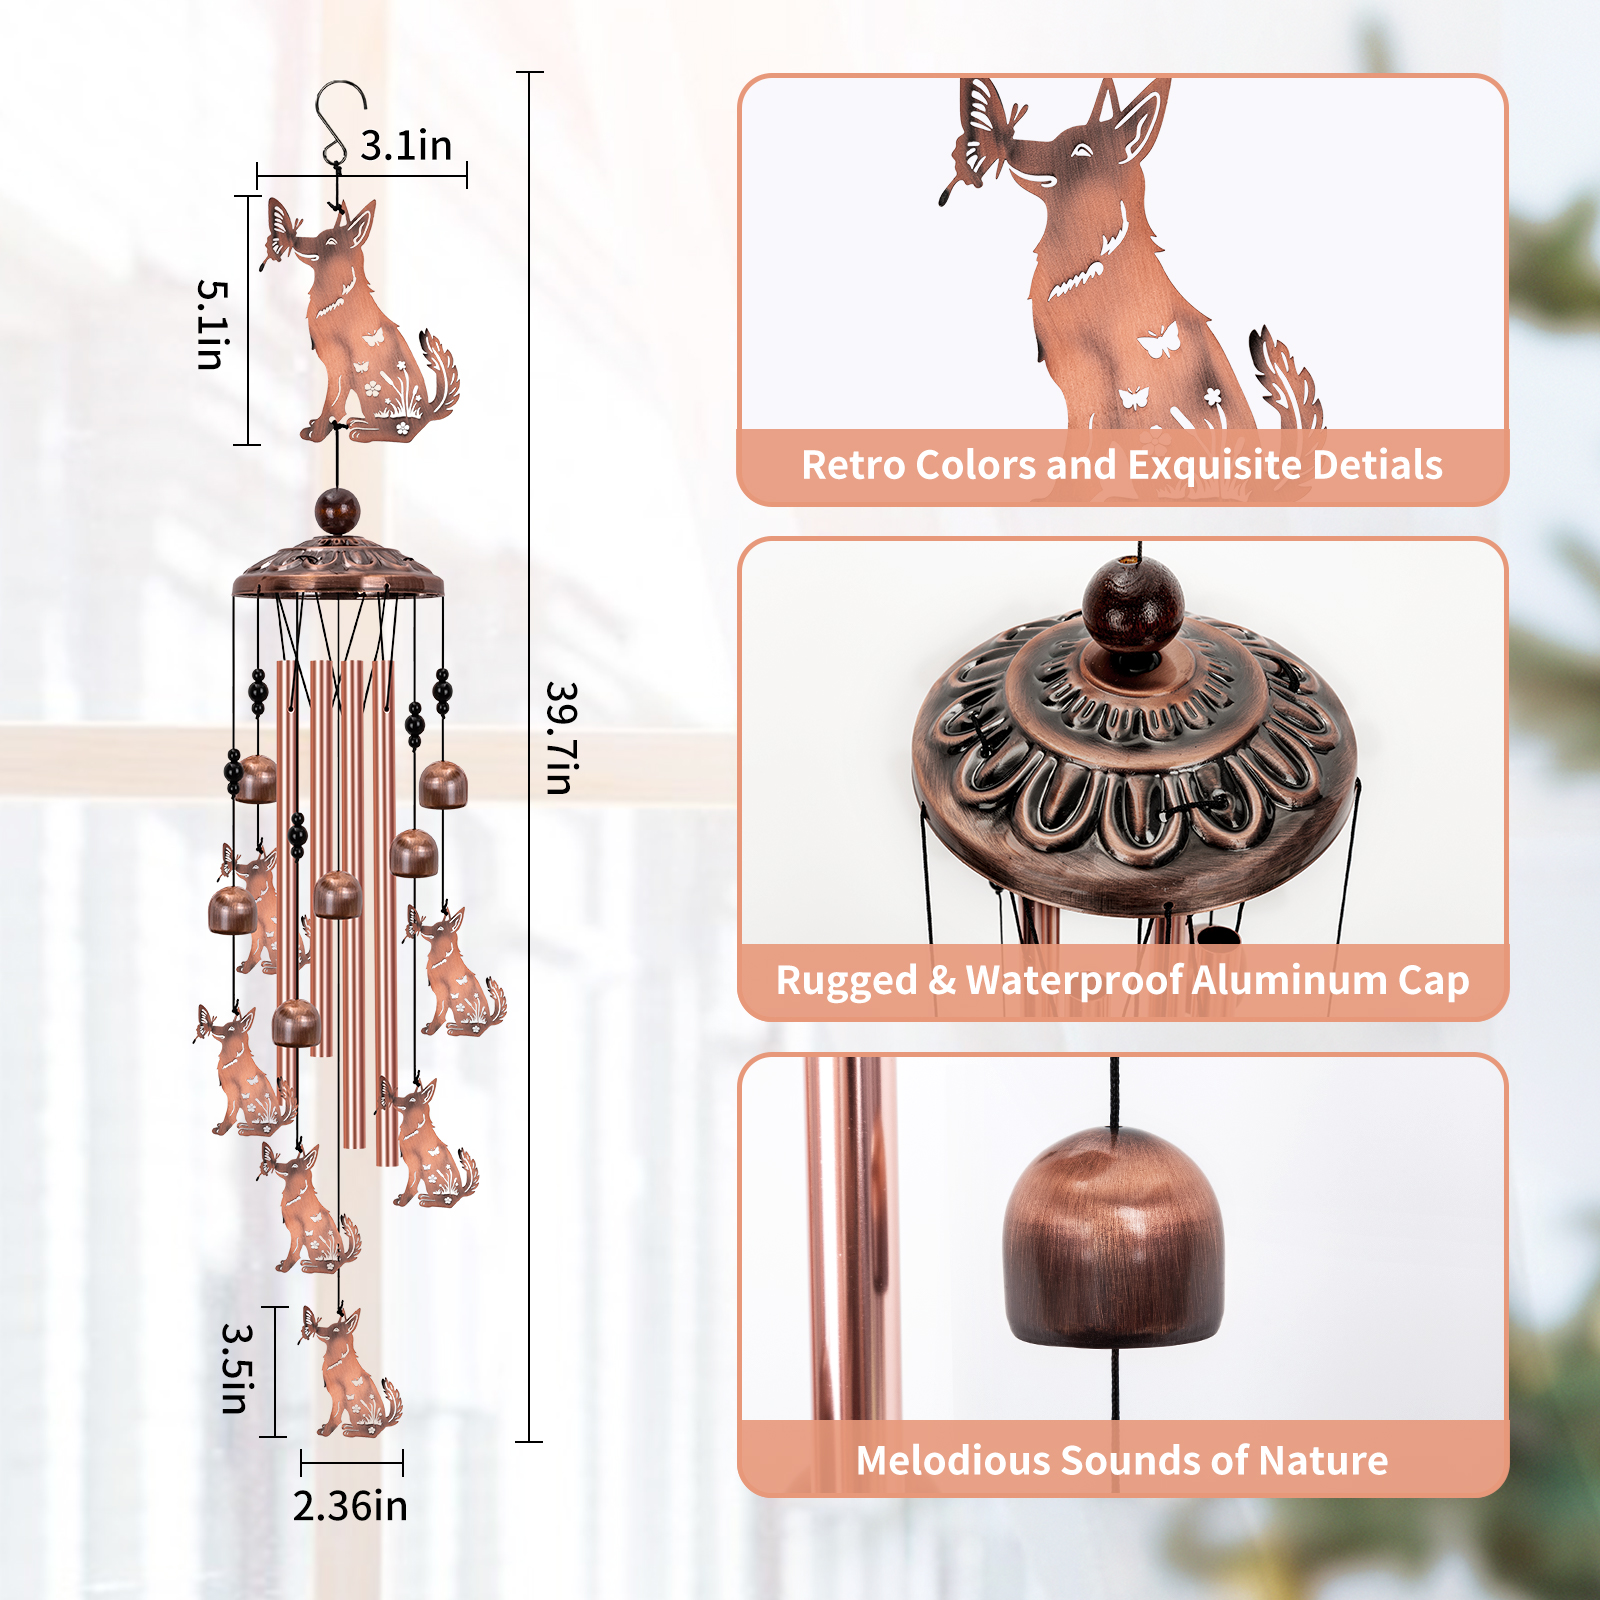 3.1in
5.1in
39.7in
3.5in
2.36in
Retro Colors and Exquisite Detials
Rugged & Waterproof Aluminum Cap
Melodious Sounds of Nature